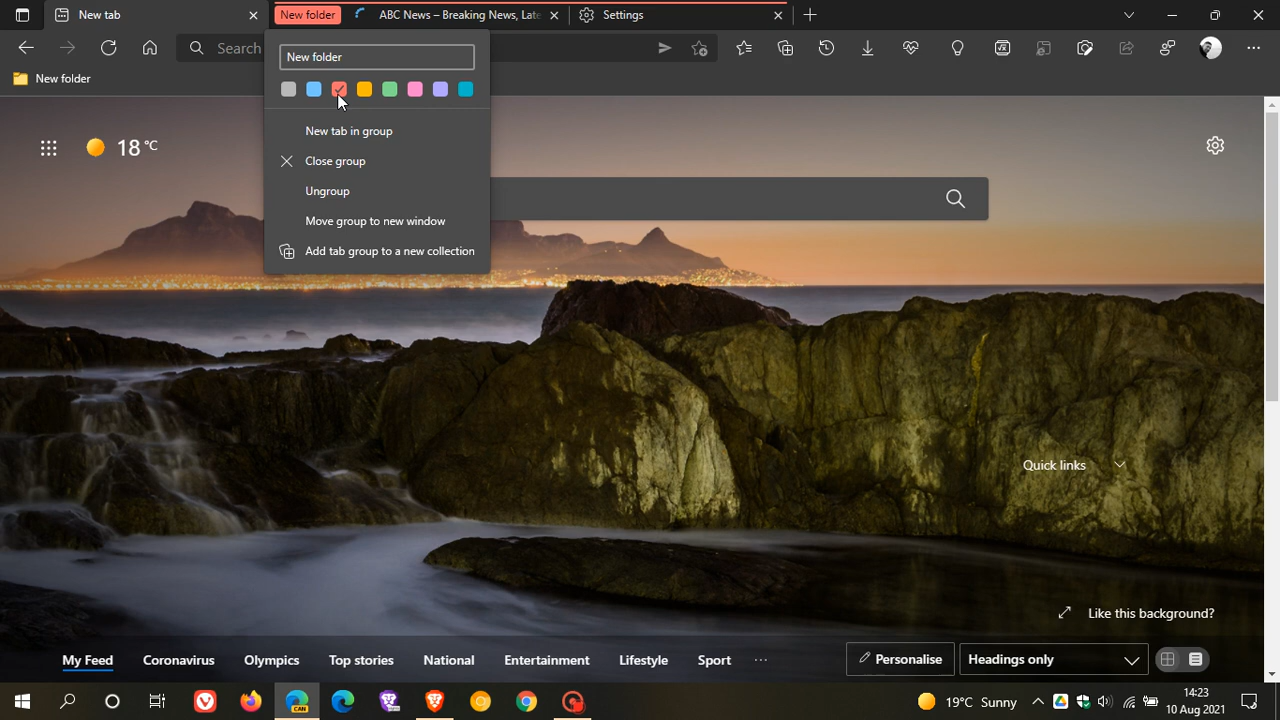 New tab
New folder
ABC News – Breaking News, Late
Settings
Search
New folder
New folder
New tab in group
Close group
Ungroup
Move group to new window
Add tab group to a new collection
18 °C
Quick links
Like this background?
My Feed
Coronavirus
Olympics
Top stories
National
Entertainment
Lifestyle
Sport
Personalise
Headings only
CAN
19°C Sunny
14:23
10 Aug 2021